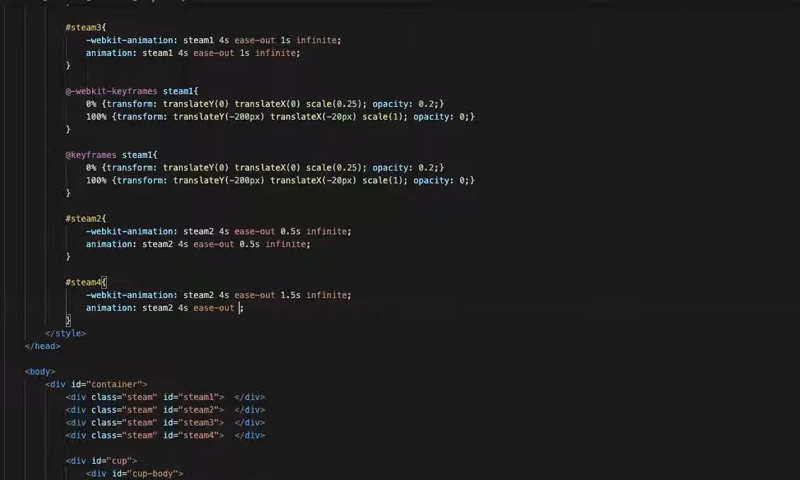 #steam3{
-webkit-animation: steam1 4s ease-out 1s infinite;
animation: steam1 4s ease-out 1s infinite;
}
@-webkit-keyframes steam1{
0% {transform: translateY(0) translateX(0) scale(0.25); opacity: 0.2;}
100% {transform: translateY(-200px) translateX(-20px) scale(1); opacity: 0;}
}
@keyframes steam1{
0% {transform: translateY(0) translateX(0) scale(0.25); opacity: 0.2;}
100% {transform: translateY(-200px) translateX(-20px) scale(1); opacity: 0;}
}
#steam2{
-webkit-animation: steam2 4s ease-out 0.5s infinite;
animation: steam2 4s ease-out 0.5s infinite;
}
#steam4{
-webkit-animation: steam2 4s ease-out 1.5s infinite;
animation: steam2 4s ease-out ;
}
</style>
</head>
<body>
<div id="container">
<div class="steam" id="steam1"> </div>
<div class="steam" id="steam2"> </div>
<div class="steam" id="steam3"> </div>
<div class="steam" id="steam4"> </div>
<div id="cup">
<div id="cup-body">